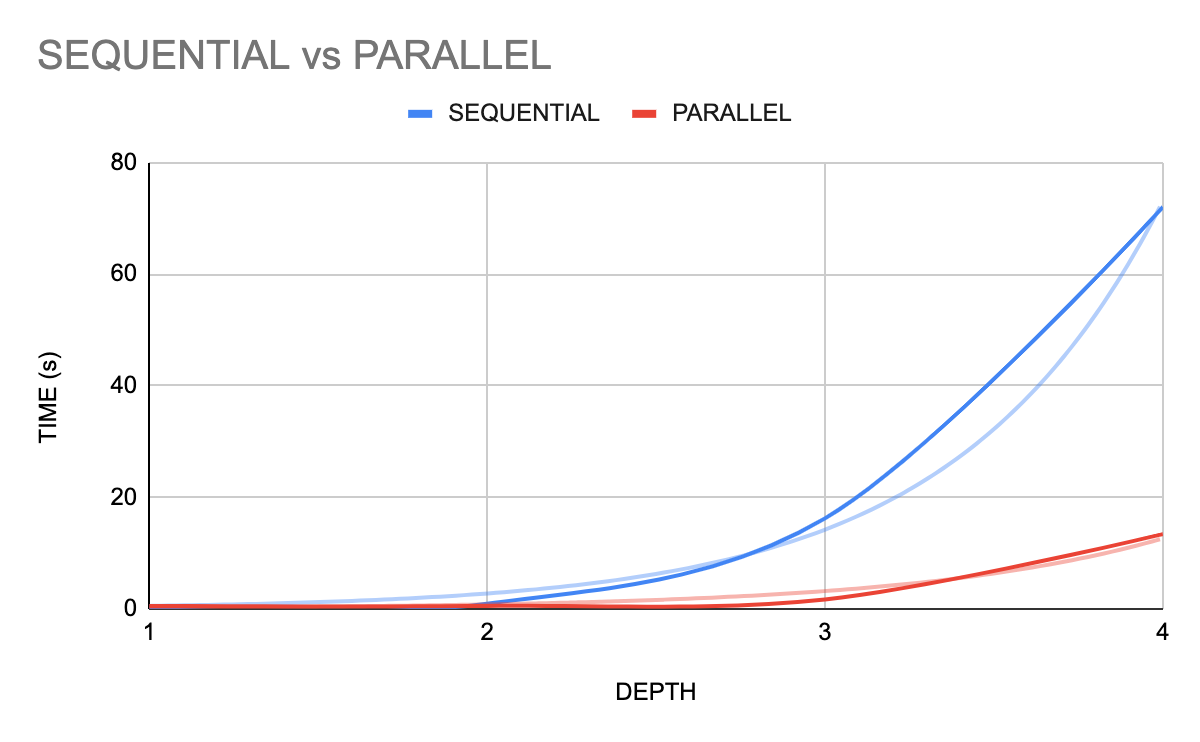 SEQUENTIAL vs PARALLEL
SEQUENTIAL PARALLEL
80
60
40
20
0
TIME (s)
1 2 3 4
DEPTH